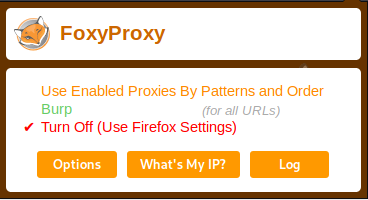 FoxyProxy
Use Enabled Proxies By Patterns and Order
Burp (for all URLs)
✔ Turn Off (Use Firefox Settings)
Options What's My IP? Log